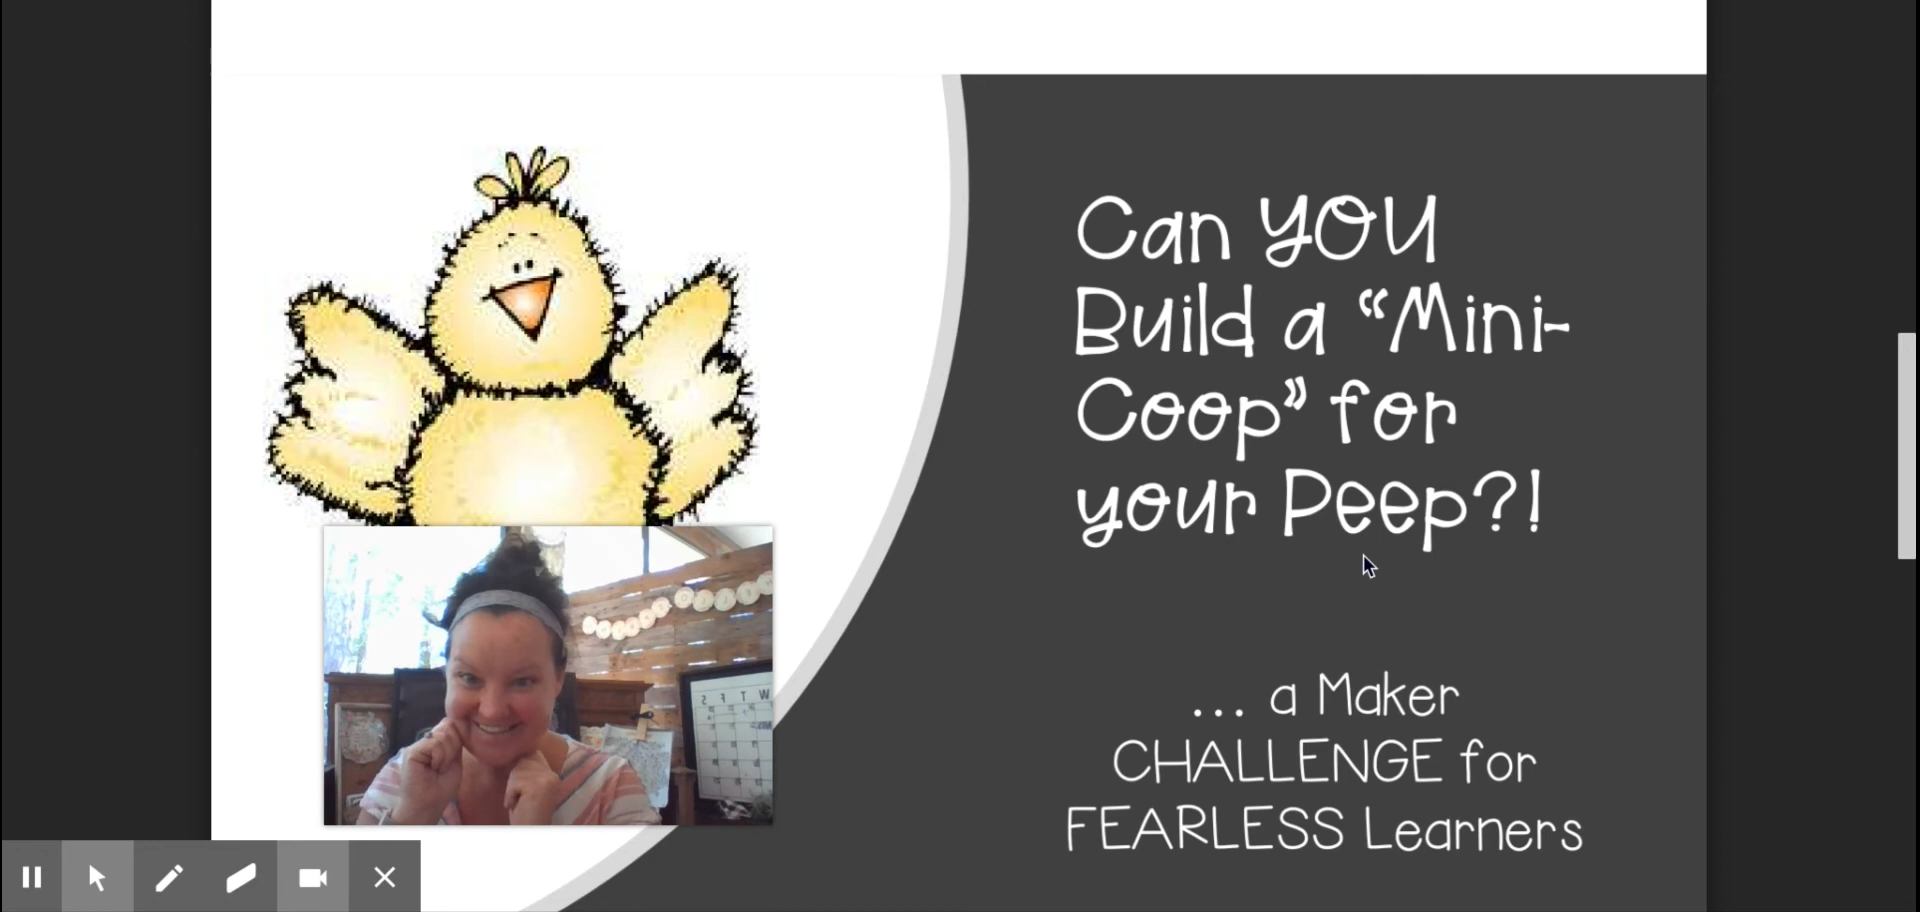 Can YOU
Build a “Mini-
Coop” for
your Peep?!
... a Maker
CHALLENGE for
FEARLESS Learners
S F T W